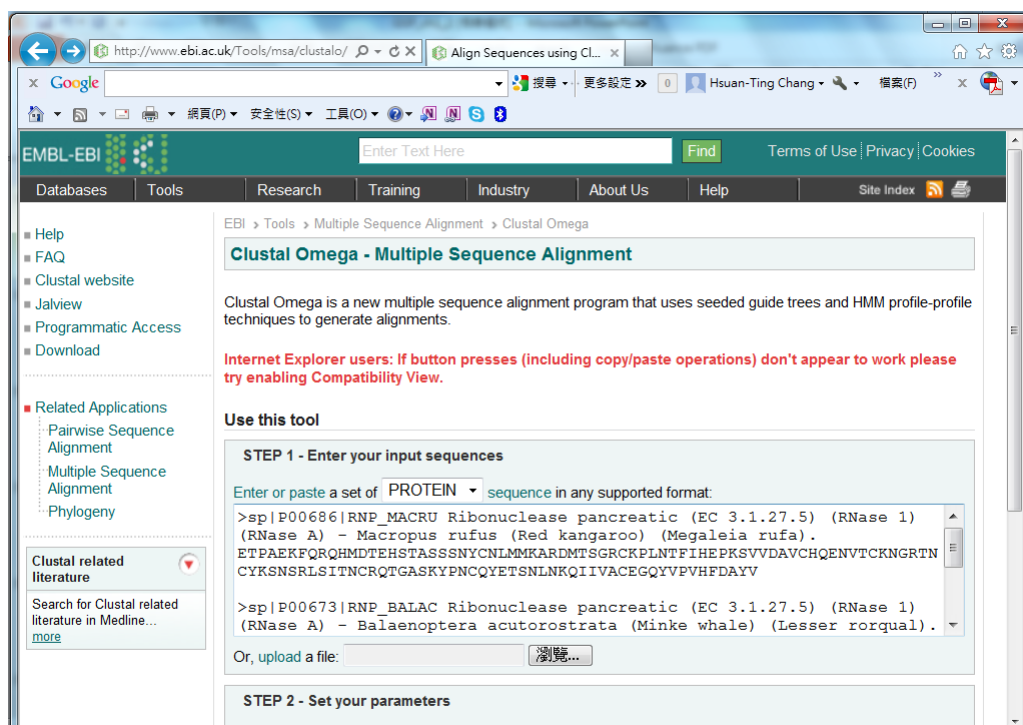 http://www.ebi.ac.uk/Tools/msa/clustalo/
Align Sequences using Cl...
x Google
搜尋
更多設定 »
0
Hsuan-Ting Chang
檔案(F)
»
x
網頁(P)
安全性(S)
工具(O)
EMBL-EBI
Enter Text Here
Find
Terms of Use | Privacy | Cookies
Databases
Tools
Research
Training
Industry
About Us
Help
Site Index
Help
FAQ
Clustal website
Jalview
Programmatic Access
Download
Related Applications
Pairwise Sequence
Alignment
Multiple Sequence
Alignment
Phylogeny
Clustal related
literature
Search for Clustal related
literature in Medline...
more
EBI > Tools > Multiple Sequence Alignment > Clustal Omega
Clustal Omega - Multiple Sequence Alignment
Clustal Omega is a new multiple sequence alignment program that uses seeded guide trees and HMM profile-profile
techniques to generate alignments.
Internet Explorer users: If button presses (including copy/paste operations) don't appear to work please
try enabling Compatibility View.
Use this tool
STEP 1 - Enter your input sequences
Enter or paste a set of PROTEIN sequence in any supported format:
>sp|P00686|RNP_MACRU Ribonuclease pancreatic (EC 3.1.27.5) (RNase 1)
(RNase A) - Macropus rufus (Red kangaroo) (Megaleia rufa).
ETPAEKFQRQHMDTEHSTASSSNYCNLMMKARDMTSGRCKPLNTFIHEPKSVVDAVCHQENVTCKNGRTN
CYKSNSRLSITNCRQTGASKYPNCQYETSNLNKQIIVACEGQYVPVHFDAYV
>sp|P00673|RNP_BALAC Ribonuclease pancreatic (EC 3.1.27.5) (RNase 1)
(RNase A) - Balaenoptera acutorostrata (Minke whale) (Lesser rorqual).
Or, upload a file:
瀏覽...
STEP 2 - Set your parameters